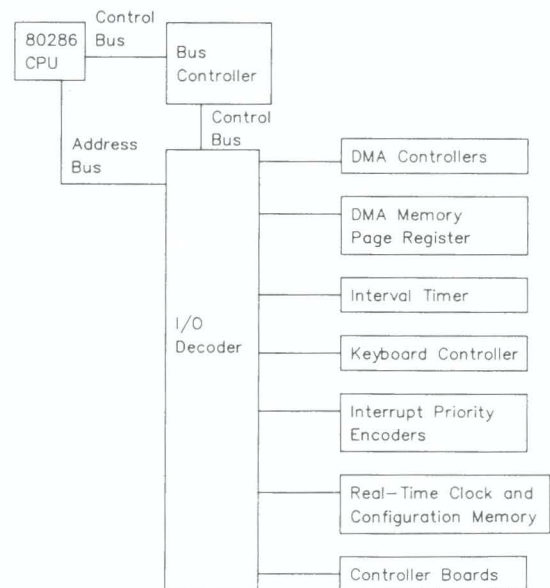 Control
Bus
80286
CPU
Bus
Controller
Control
Bus
Address
Bus
I/O
Decoder
DMA Controllers
DMA Memory
Page Register
Interval Timer
Keyboard Controller
Interrupt Priority
Encoders
Real-Time Clock and
Configuration Memory
Controller Boards